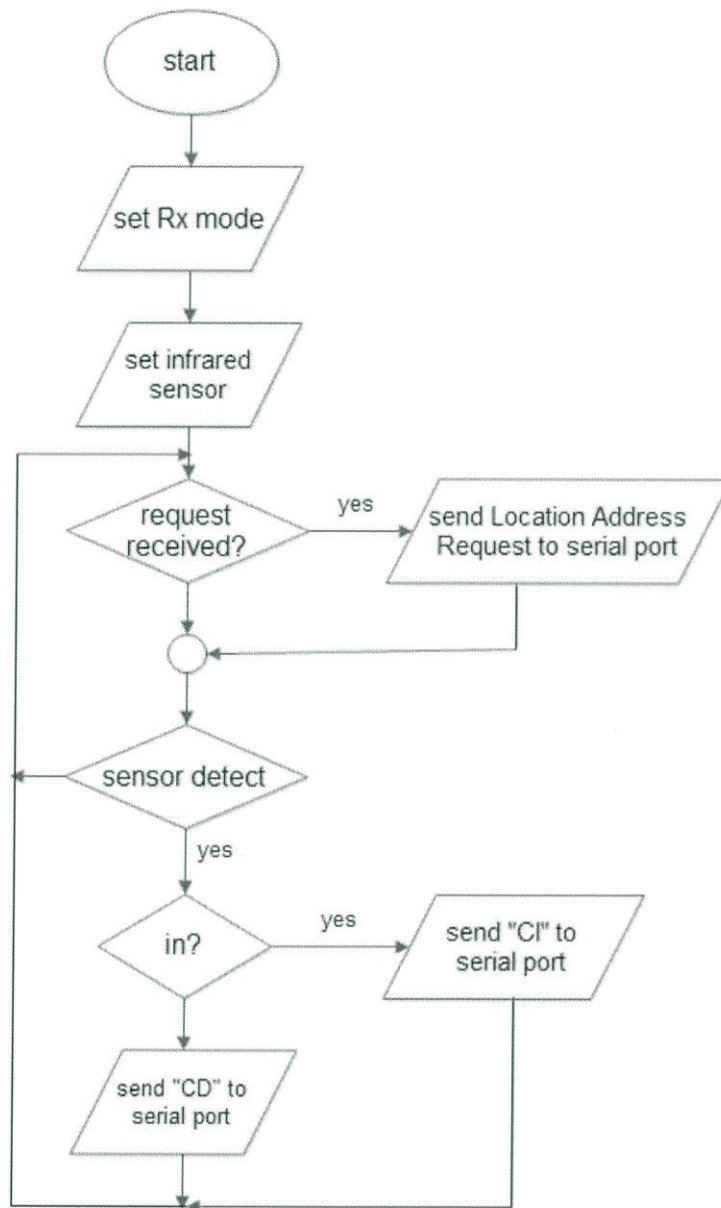 start
set Rx mode
set infrared
sensor
request
received?
yes
send Location Address
Request to serial port
sensor detect
yes
in?
yes
send "CI" to
serial port
send "CD" to
serial port